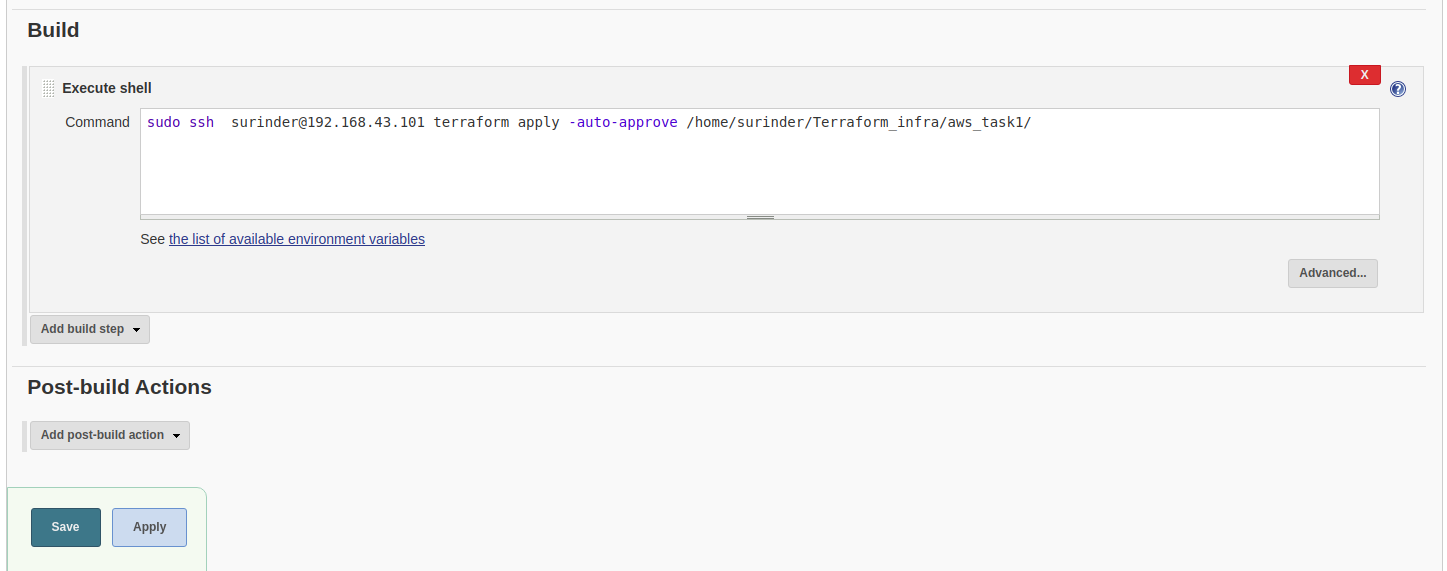 Build
Execute shell
X
?
Command
sudo ssh  surinder@192.168.43.101 terraform apply -auto-approve /home/surinder/Terraform_infra/aws_task1/
See the list of available environment variables
Advanced...
Add build step
Post-build Actions
Add post-build action
Save
Apply